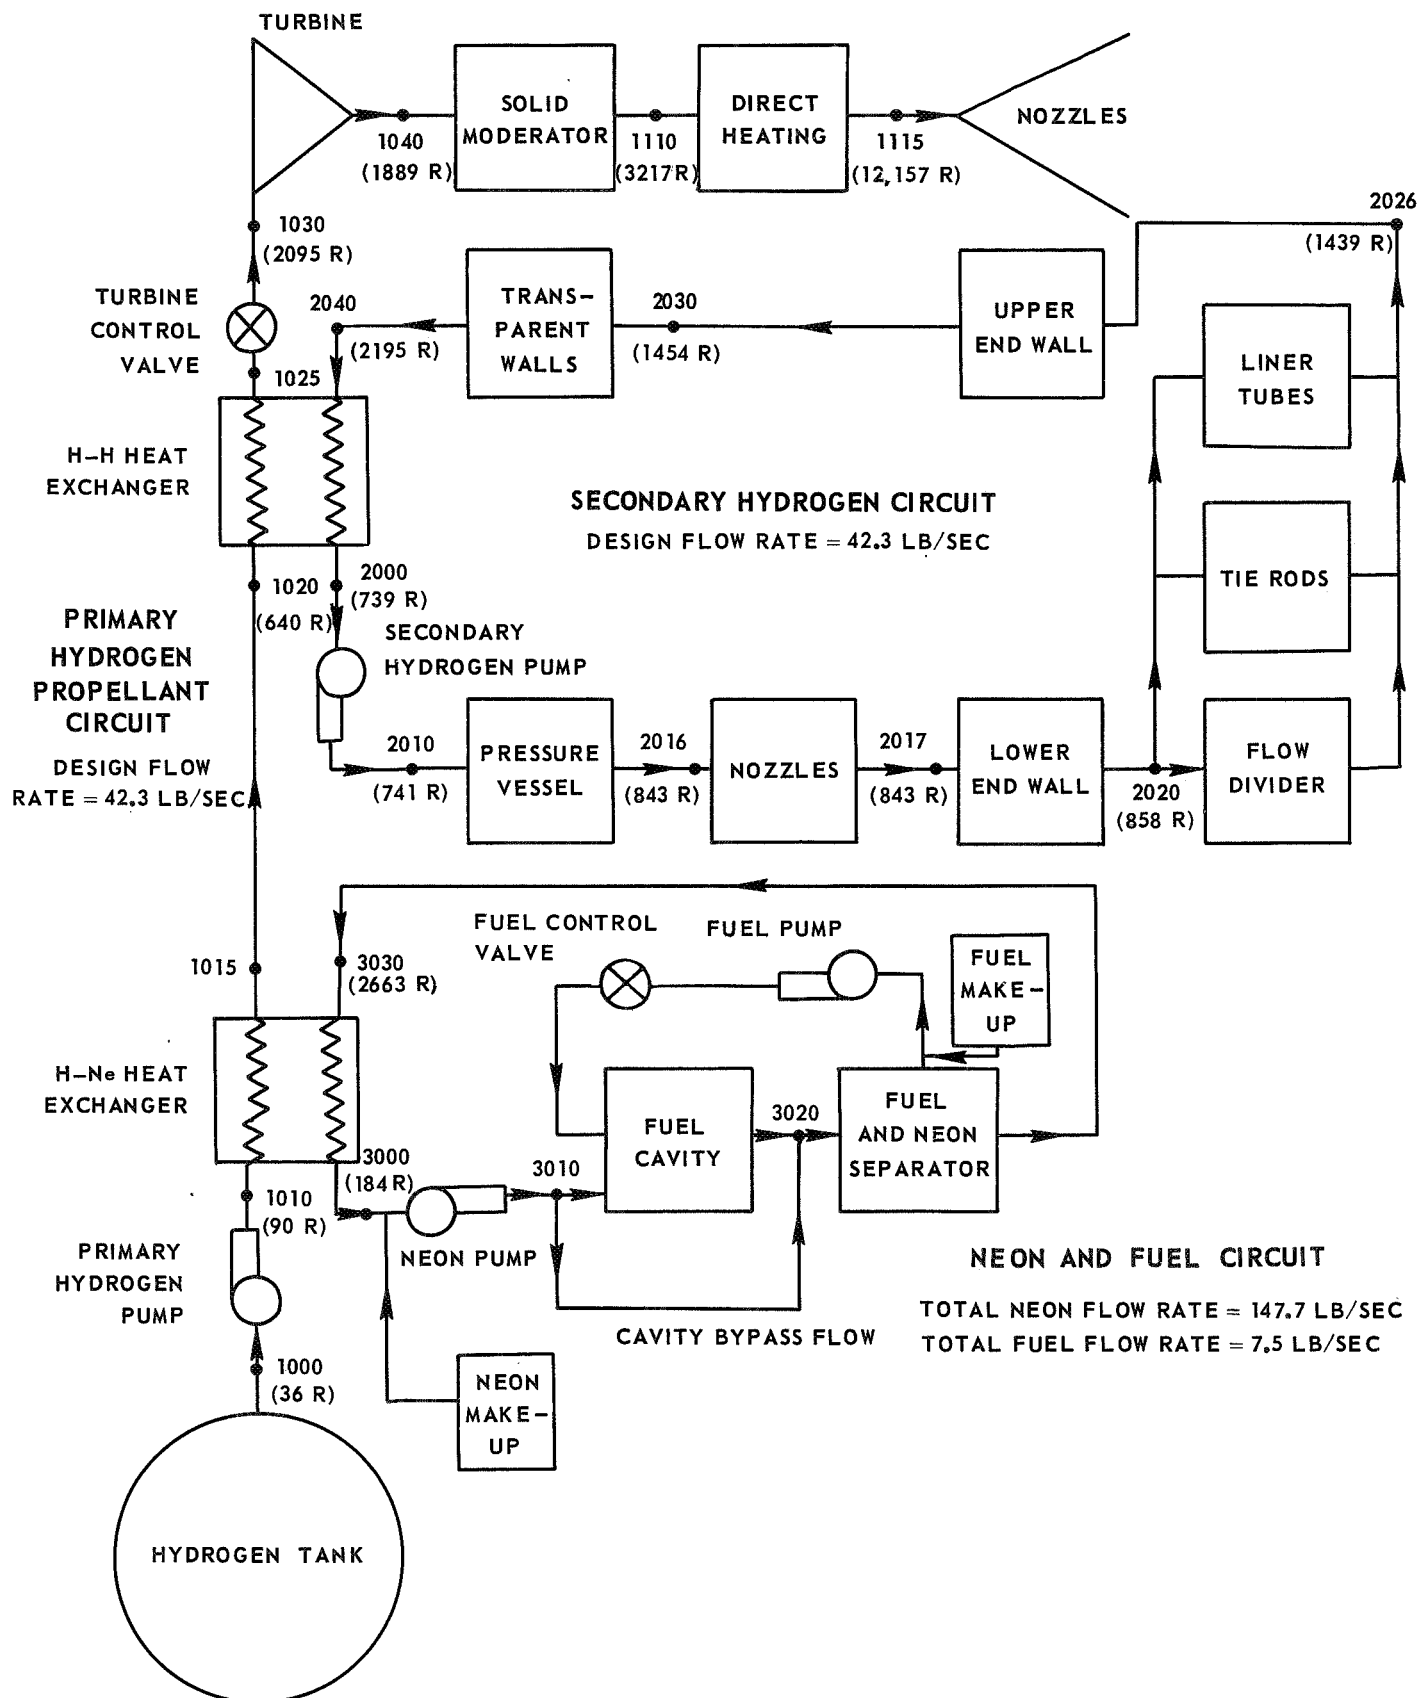 TURBINE
SOLID
MODERATOR
DIRECT
HEATING
NOZZLES
1040
(1889 R)
1110
(3217 R)
1115
(12,157 R)
2026
(1439 R)
1030
(2095 R)
TURBINE
CONTROL
VALVE
2040
(2195 R)
TRANS-
PARENT
WALLS
2030
(1454 R)
UPPER
END WALL
LINER
TUBES
1025
H-H HEAT
EXCHANGER
SECONDARY HYDROGEN CIRCUIT
DESIGN FLOW RATE = 42.3 LB/SEC
TIE RODS
1020
(640 R)
2000
(739 R)
PRIMARY
HYDROGEN
PROPELLANT
CIRCUIT
DESIGN FLOW
RATE = 42.3 LB/SEC
SECONDARY
HYDROGEN PUMP
2010
(741 R)
PRESSURE
VESSEL
2016
(843 R)
NOZZLES
2017
(843 R)
LOWER
END WALL
2020
(858 R)
FLOW
DIVIDER
1015
3030
(2663 R)
FUEL CONTROL
VALVE
FUEL PUMP
FUEL
MAKE-
UP
H-Ne HEAT
EXCHANGER
FUEL
CAVITY
3020
FUEL
AND NEON
SEPARATOR
3000
(184 R)
3010
1010
(90 R)
NEON PUMP
PRIMARY
HYDROGEN
PUMP
NEON AND FUEL CIRCUIT
TOTAL NEON FLOW RATE = 147.7 LB/SEC
TOTAL FUEL FLOW RATE = 7.5 LB/SEC
CAVITY BYPASS FLOW
1000
(36 R)
NEON
MAKE-
UP
HYDROGEN TANK